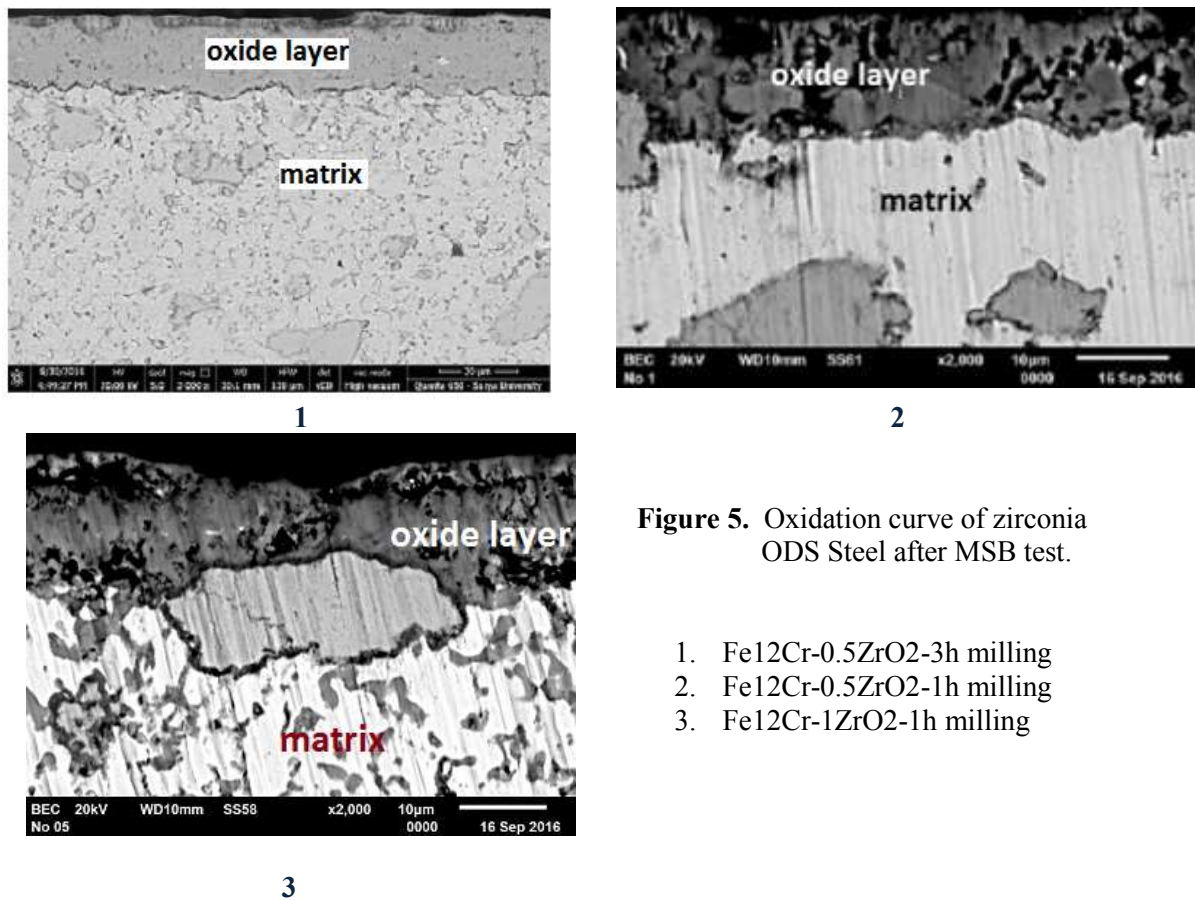 oxide layer
matrix
1
oxide layer
matrix
BEC 20kV WD10mm SS61 x2,000 10µm
0000
No 1 16 Sep 2016
2
oxide layer
matrix
BEC 20kV WD10mm SS58 x2,000 10µm
0000
No 05 16 Sep 2016
3
Figure 5. Oxidation curve of zirconia
ODS Steel after MSB test.
1. Fe12Cr-0.5ZrO2-3h milling
2. Fe12Cr-0.5ZrO2-1h milling
3. Fe12Cr-1ZrO2-1h milling